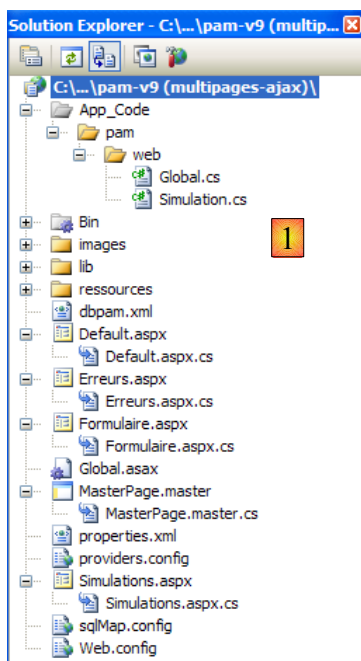 Solution Explorer - C:\...\pam-v9 (multip...
C:\...\pam-v9 (multipages-ajax)\
App_Code
pam
web
Global.cs
Simulation.cs
Bin
1
images
lib
ressources
dbpam.xml
Default.aspx
Default.aspx.cs
Erreurs.aspx
Erreurs.aspx.cs
Formulaire.aspx
Formulaire.aspx.cs
Global.asax
MasterPage.master
MasterPage.master.cs
properties.xml
providers.config
Simulations.aspx
Simulations.aspx.cs
sqlMap.config
Web.config